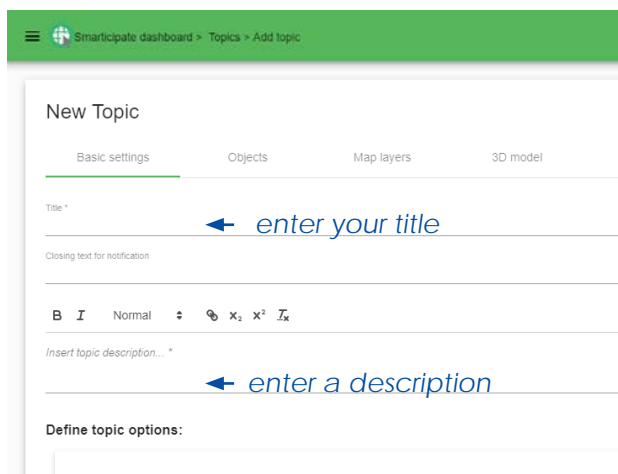 Smarticipate dashboard > Topics > Add topic
New Topic
Basic settings Objects Map layers 3D model
Title *
enter your title
Closing text for notification
B I Normal x₂ x² Tx
Insert topic description... *
enter a description
Define topic options: